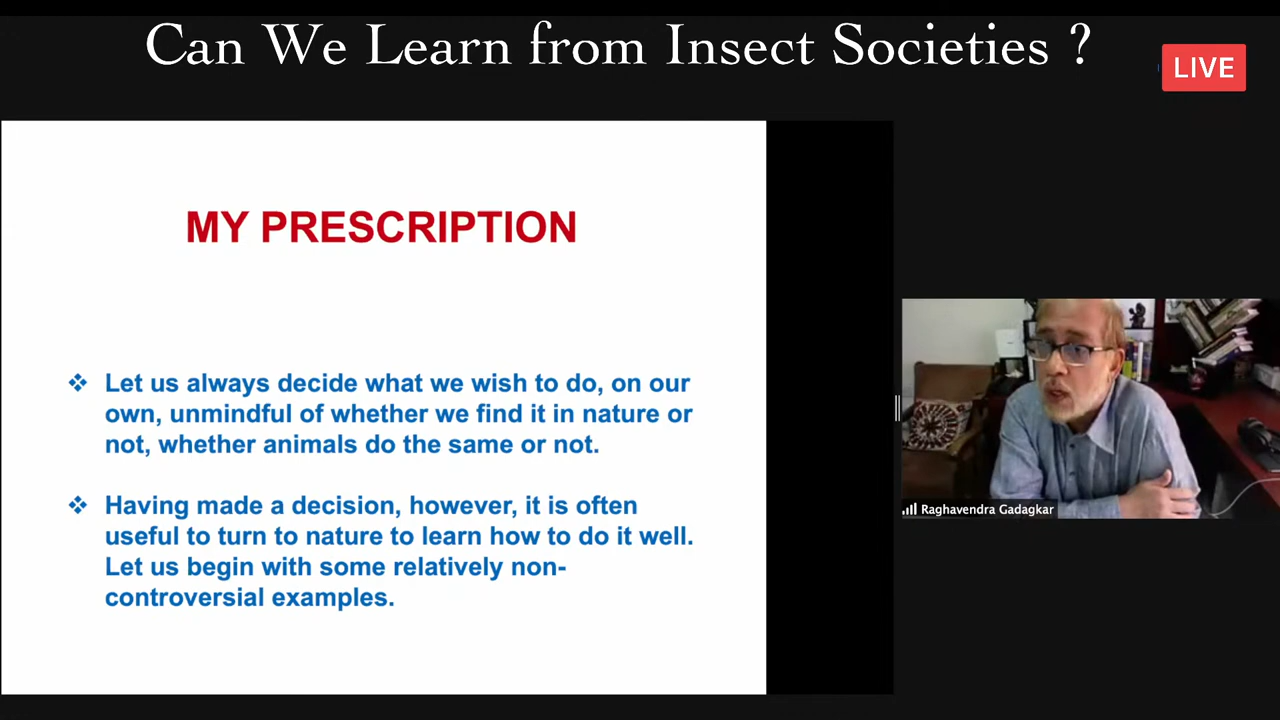 Can We Learn from Insect Societies ?
LIVE
MY PRESCRIPTION
❖ Let us always decide what we wish to do, on our
own, unmindful of whether we find it in nature or
not, whether animals do the same or not.
❖ Having made a decision, however, it is often
useful to turn to nature to learn how to do it well.
Let us begin with some relatively non-
controversial examples.
Raghavendra Gadagkar